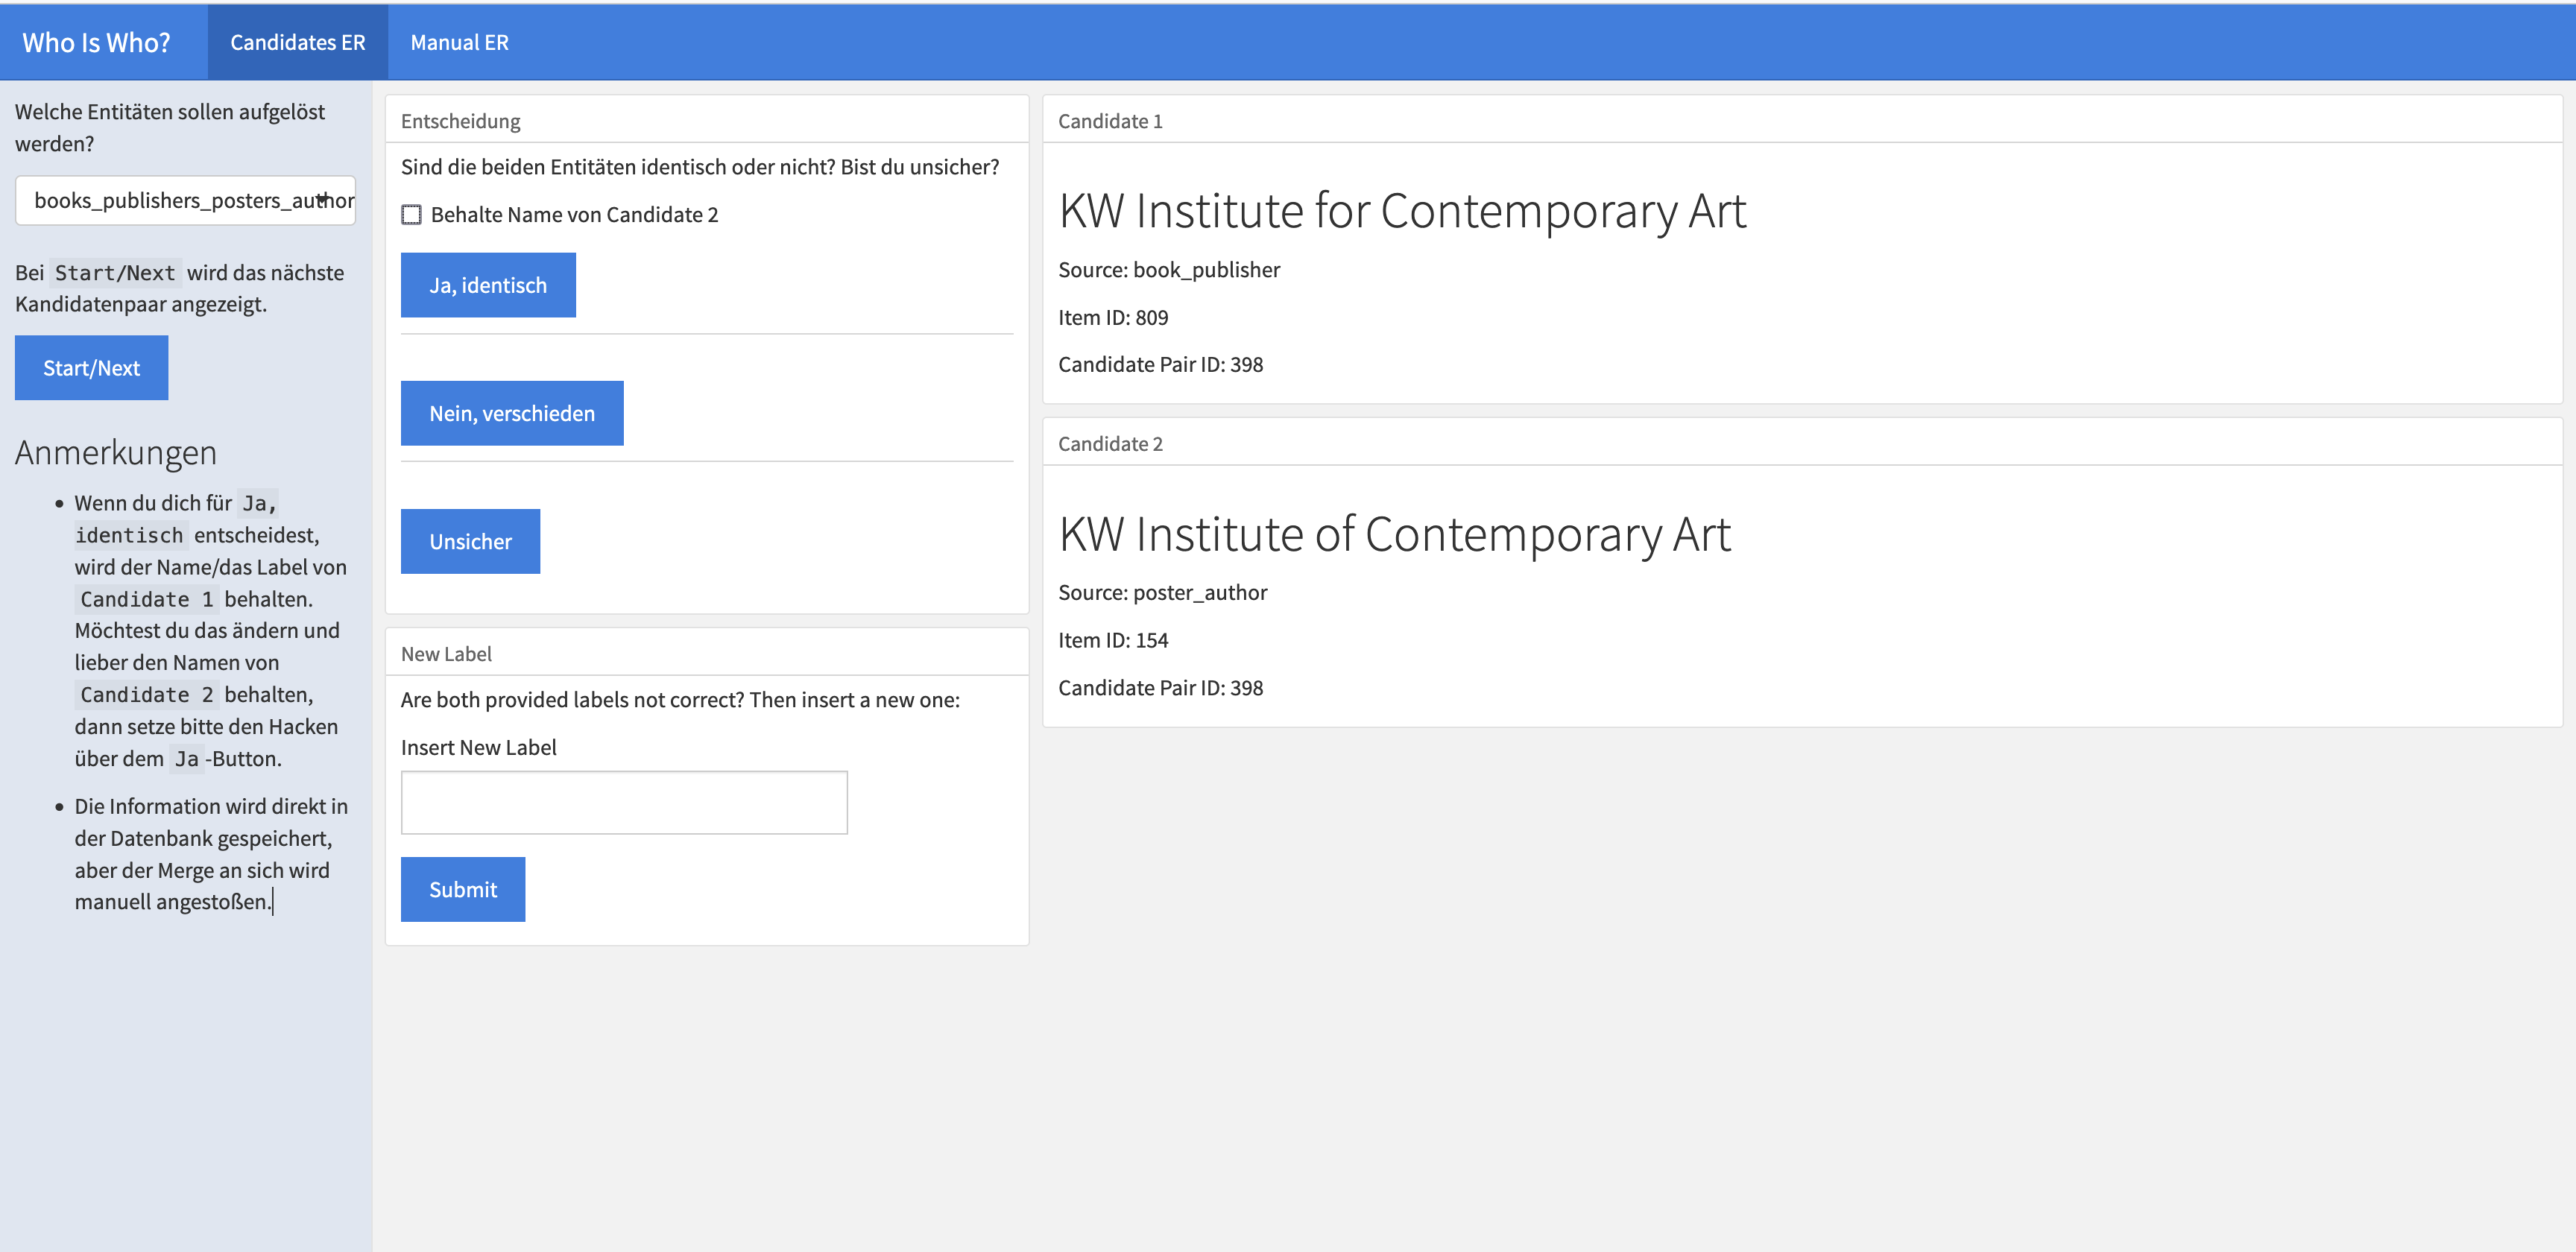 Who Is Who?
Candidates ER
Manual ER
Welche Entitäten sollen aufgelöst
werden?
books_publishers_posters_author
Bei Start/Next wird das nächste
Kandidatenpaar angezeigt.
Start/Next
Anmerkungen
Wenn du dich für Ja,
identisch entscheidest,
wird der Name/das Label von
Candidate 1 behalten.
Möchtest du das ändern und
lieber den Namen von
Candidate 2 behalten,
dann setze bitte den Hacken
über dem Ja -Button.
Die Information wird direkt in
der Datenbank gespeichert,
aber der Merge an sich wird
manuell angestoßen.
Entscheidung
Sind die beiden Entitäten identisch oder nicht? Bist du unsicher?
Behalte Name von Candidate 2
Ja, identisch
Nein, verschieden
Unsicher
New Label
Are both provided labels not correct? Then insert a new one:
Insert New Label
Submit
Candidate 1
KW Institute for Contemporary Art
Source: book_publisher
Item ID: 809
Candidate Pair ID: 398
Candidate 2
KW Institute of Contemporary Art
Source: poster_author
Item ID: 154
Candidate Pair ID: 398